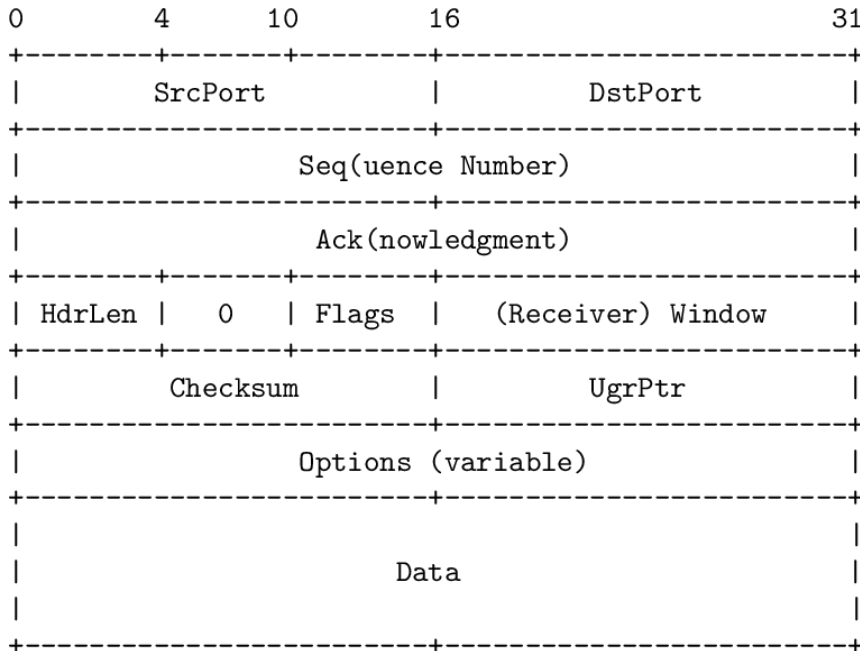 0 4 10 16 31
+--------+-------+--------+-----------------------+
| SrcPort | DstPort |
+-------------------------+-----------------------+
| Seq(uence Number) |
+-------------------------+-----------------------+
| Ack(nowledgment) |
+--------+-------+--------+-----------------------+
| HdrLen | 0 | Flags | (Receiver) Window |
+--------+-------+--------+-----------------------+
| Checksum | UgrPtr |
+-------------------------+-----------------------+
| Options (variable) |
+-------------------------+-----------------------+
| |
| Data |
| |
+-------------------------+-----------------------+